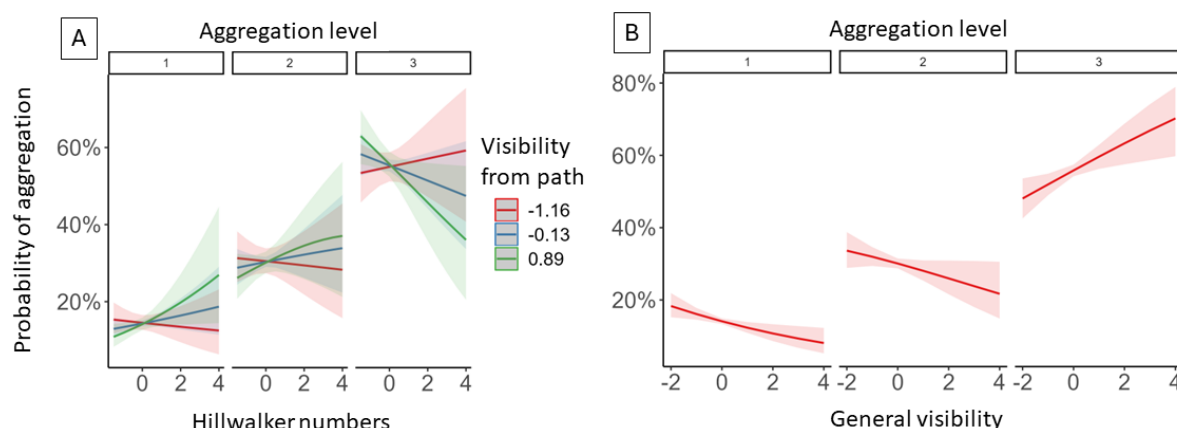 A
Aggregation level
1 2 3
Probability of aggregation
60%
40%
20%
0 2 4 0 2 4 0 2 4
Hillwalker numbers
Visibility
from path
-1.16
-0.13
0.89
B
Aggregation level
1 2 3
80%
60%
40%
20%
-2 0 2 4 -2 0 2 4 -2 0 2 4
General visibility